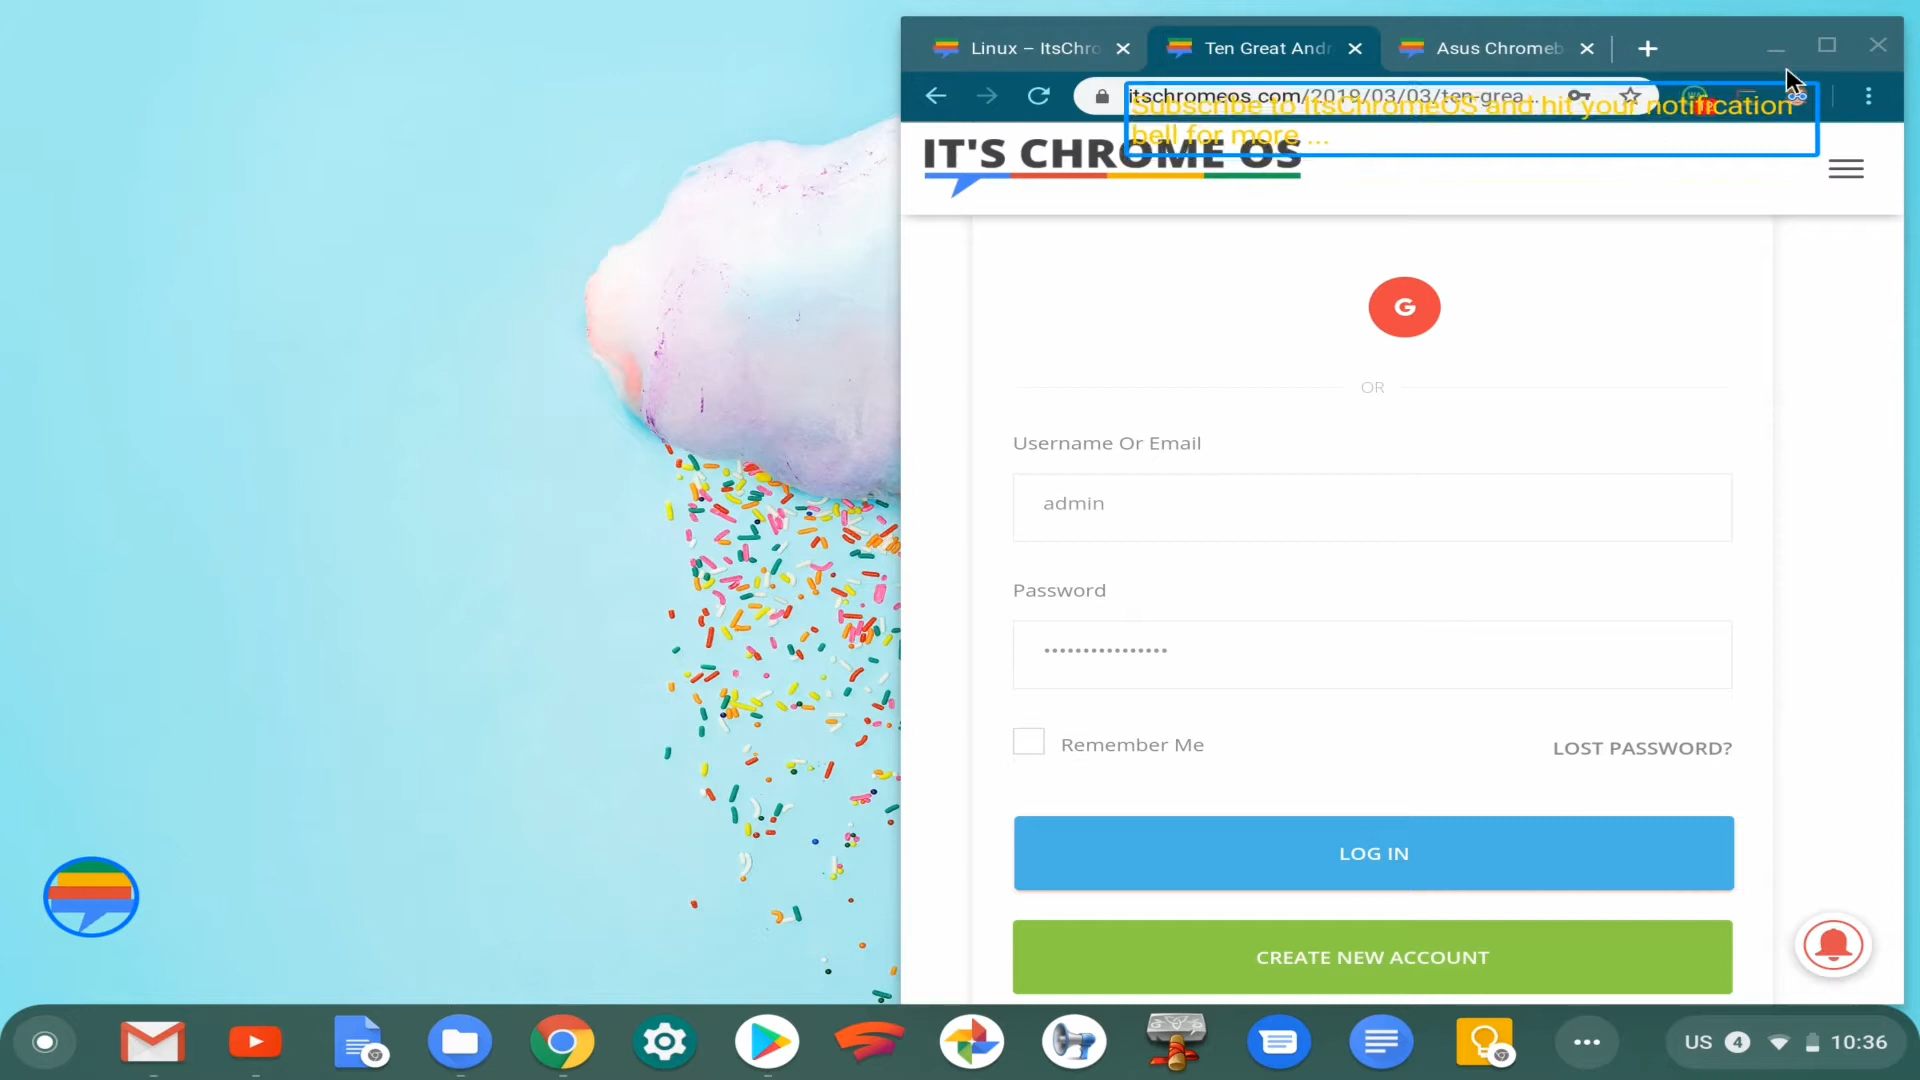 Linux – ItsChro
Ten Great Andr
Asus Chromeb
itschromeos.com/2019/03/03/ten-grea...
Subscribe to ItsChromeOS and hit your notification
bell for more ...
IT'S CHROME OS
G
OR
Username Or Email
admin
Password
••••••••••••••••
Remember Me
LOST PASSWORD?
LOG IN
CREATE NEW ACCOUNT
US 4 10:36